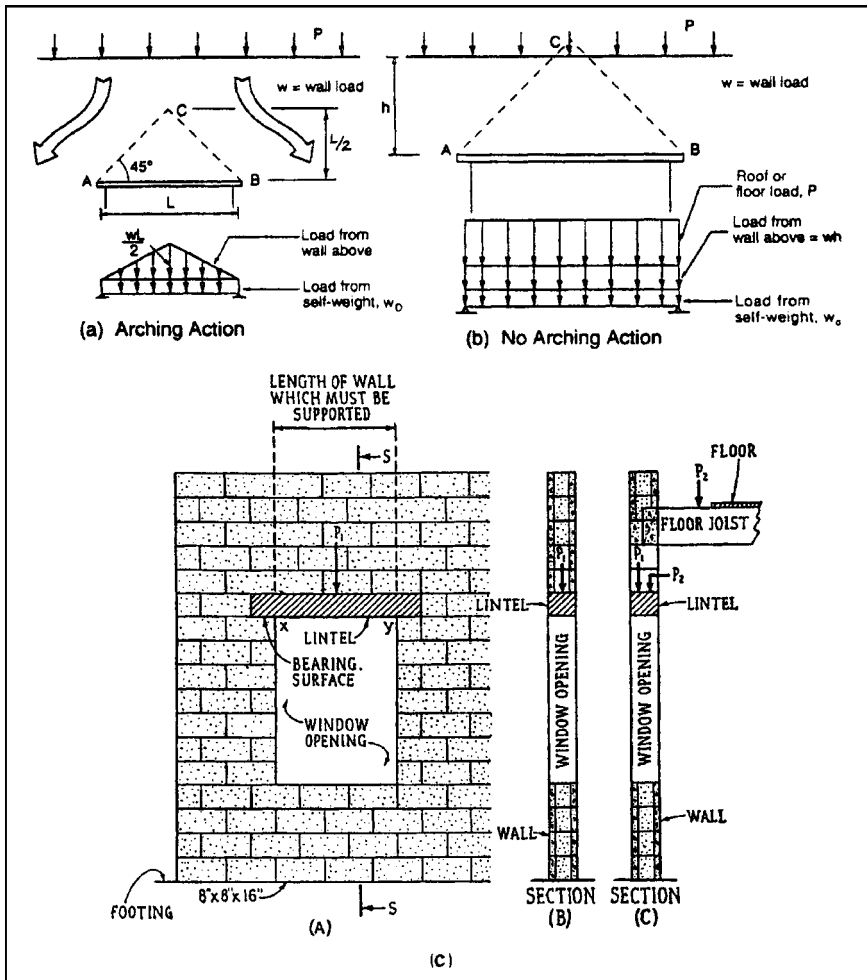 P
w = wall load
C
L/2
45°
A
B
L
wL/2
Load from
wall above
Load from
self-weight, wD
(a) Arching Action
P
C
w = wall load
h
A
B
Roof or
floor load, P
Load from
wall above = wh
Load from
self-weight, wo
(b) No Arching Action
LENGTH OF WALL
WHICH MUST BE
SUPPORTED
S
P1
x
y
LINTEL
BEARING
SURFACE
WINDOW
OPENING
FOOTING
8"x8"x16"
S
(A)
P1
LINTEL
WINDOW OPENING
WALL
SECTION
(B)
FLOOR
P2
FLOOR JOIST
P1
P2
LINTEL
WINDOW OPENING
WALL
SECTION
(C)
(C)